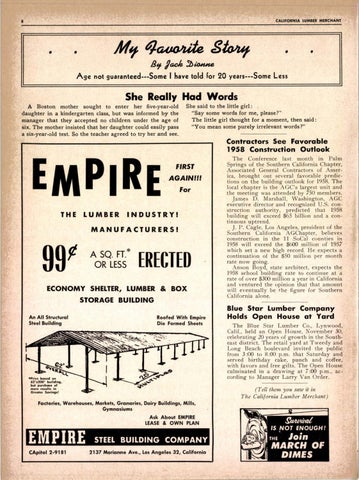 8
CALIFORNIA LUMBER MERCHANT
My Favorite Story
By Jack Dionne
Age not guaranteed---Some I have told for 20 years---Some Less
She Really Had Words
A Boston mother sought to enter her five-year-old
daughter in a kindergarten class, but was informed by the
manager that they accepted no children under the age of
six. The mother insisted that her daughter could easily pass
a six-year-old test. So the teacher agreed to try her and see.
She said to the little girl:
"Say some words for me, please?"
The little girl thought for a moment, then said:
"You mean some purely irrelevant words?"
EMPIRE
FIRST
AGAIN!!!
For
THE LUMBER INDUSTRY!
MANUFACTURERS!
99¢ A SQ. FT.* OR LESS ERECTED
ECONOMY SHELTER, LUMBER & BOX
STORAGE BUILDING
An All Structural
Steel Building
Roofed With Empire
Die Formed Sheets
Factories, Warehouses, Markets, Granaries, Dairy Buildings, Mills,
Gymnasiums
Ask About EMPIRE
LEASE & OWN PLAN
EMPIRE STEEL BUILDING COMPANY
CApitol 2-9181 2137 Marianne Ave., Los Angeles 32, California
Contractors See Favorable
1958 Construction Outlook
The Conference last month in Palm
Springs of the Southern California Chapter,
Associated General Contractors of Amer-
ica, brought out several favorable predic-
tions on the building outlook for 1958. The
local chapter is the AGC's largest unit and
the meeting was attended by 750 members.
James D. Marshall, Washington, AGC
executive director and recognized U.S. con-
struction authority, predicted that 1958
building will exceed $65 billion and a con-
tinuous uptrend.
J. P. Cagle, Los Angeles, president of the
Southern California AGChapter, believes
construction in the 11 SoCal counties in
1958 will exceed the $600 million of 1957
which set a new high record. He expects a
continuation of the $50 million per month
rate now going.
Anson Boyd, state architect, expects the
1958 school building rate to continue at a
rate of over $300 million a year in California
and ventured the opinion that that amount
will eventually be the figure for Southern
California alone.
Blue Star Lumber Company
Holds Open House at Yard
The Blue Star Lumber Co., Lynwood,
Calif., held an Open House, November 30,
celebrating 20 years of growth in the South-
east district. The retail yard at Tweedy and
Long Beach boulevard invited the public
from 3:00 to 8:00 p.m. that Saturday and
served birthday cake, punch and coffee,
with favors and free gifts. The Open House
culminated in a drawing at 7:00 p.m., ac-
cording to Manager Larry Van Order.
(Tell them you saw it in
The California Lumber Merchant)
Survival
IS NOT ENOUGH!
THE Join
MARCH OF
DIMES